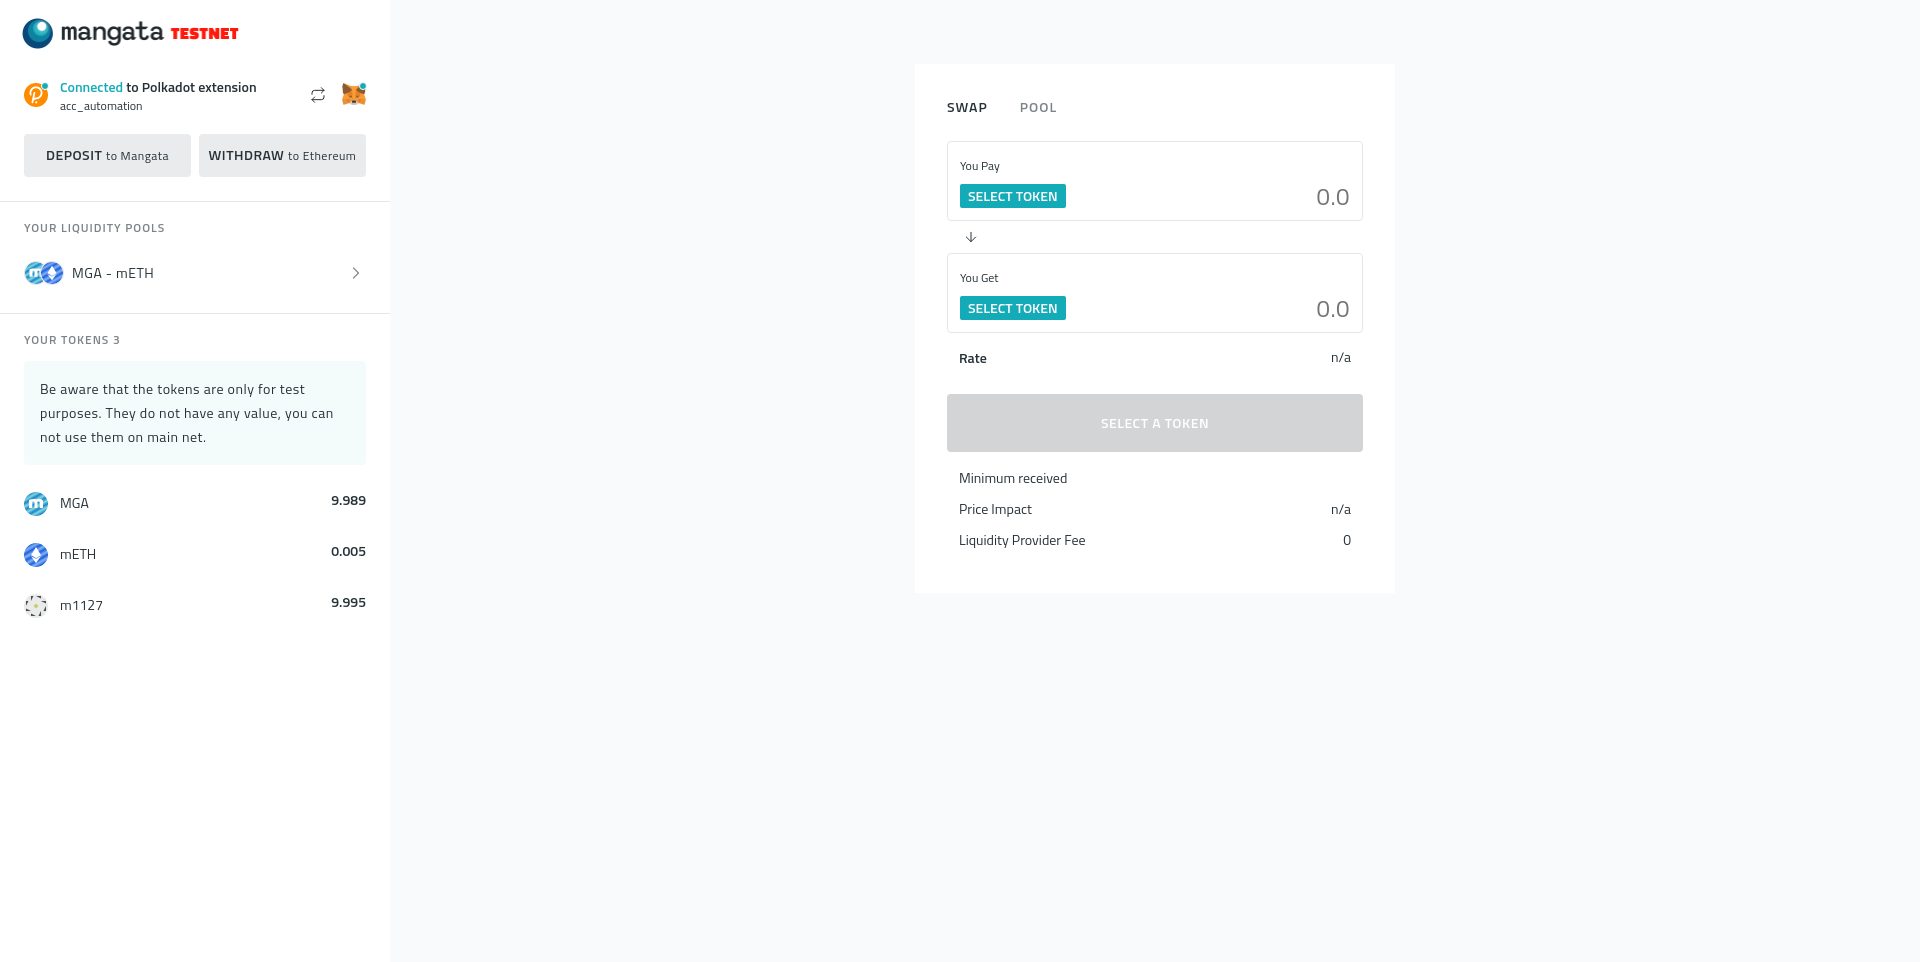 mangata TESTNET
Connected to Polkadot extension
acc_automation
DEPOSIT to Mangata
WITHDRAW to Ethereum
YOUR LIQUIDITY POOLS
MGA - mETH
YOUR TOKENS 3
Be aware that the tokens are only for test
purposes. They do not have any value, you can
not use them on main net.
MGA 9.989
mETH 0.005
m1127 9.995
SWAP POOL
You Pay
SELECT TOKEN 0.0
You Get
SELECT TOKEN 0.0
Rate n/a
SELECT A TOKEN
Minimum received
Price Impact n/a
Liquidity Provider Fee 0